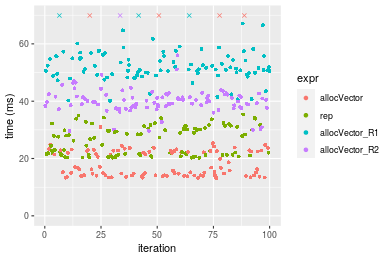 60
40
20
0
time (ms)
0
25
50
75
100
iteration
expr
allocVector
rep
allocVector_R1
allocVector_R2